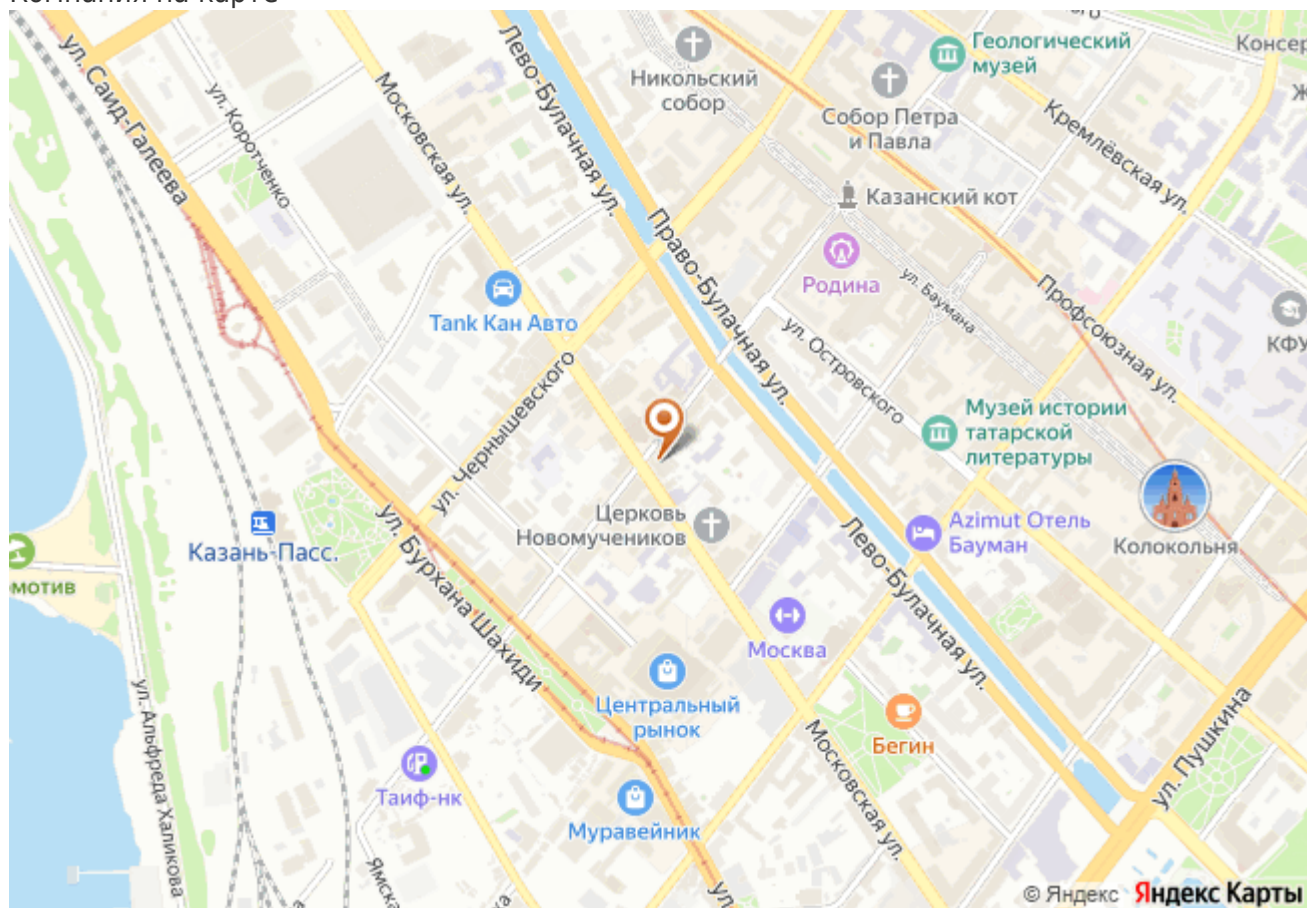 Компания на карте
ул. Саид-Галеева
ул. Коротченко
Московская ул.
Лево-Булачная ул.
Никольский
собор
Геологический
музей
Собор Петра
и Павла
Кремлёвская ул.
Казанский кот
Право-Булачная ул.
Родина
ул. Баумана
Профсоюзная ул.
КФУ
Tank Кан Авто
ул. Островского
ул. Чернышевского
Музей истории
татарской
литературы
Церковь
Новомучеников
Azimut Отель
Бауман
Колокольня
Казань-Пасс.
мотив
ул. Бурхана Шахиди
Лево-Булачная ул.
Москва
Центральный
рынок
Бегин
ул. Пушкина
ул. Альфреда Халикова
Таиф-нк
Муравейник
Московская ул.
© Яндекс Яндекс Карты